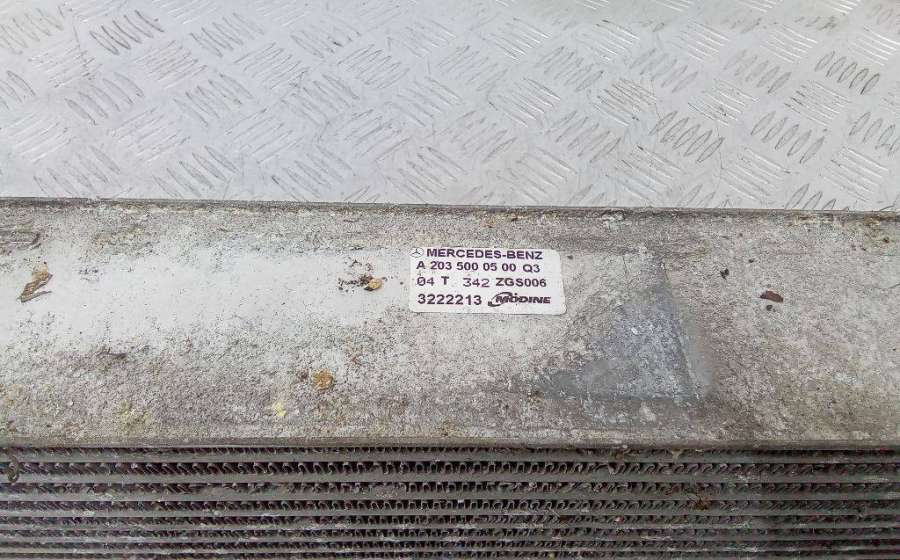 MERCEDES-BENZ
A 203 500 05 00 Q3
04 T 342 ZGS006
3222213 MODINE